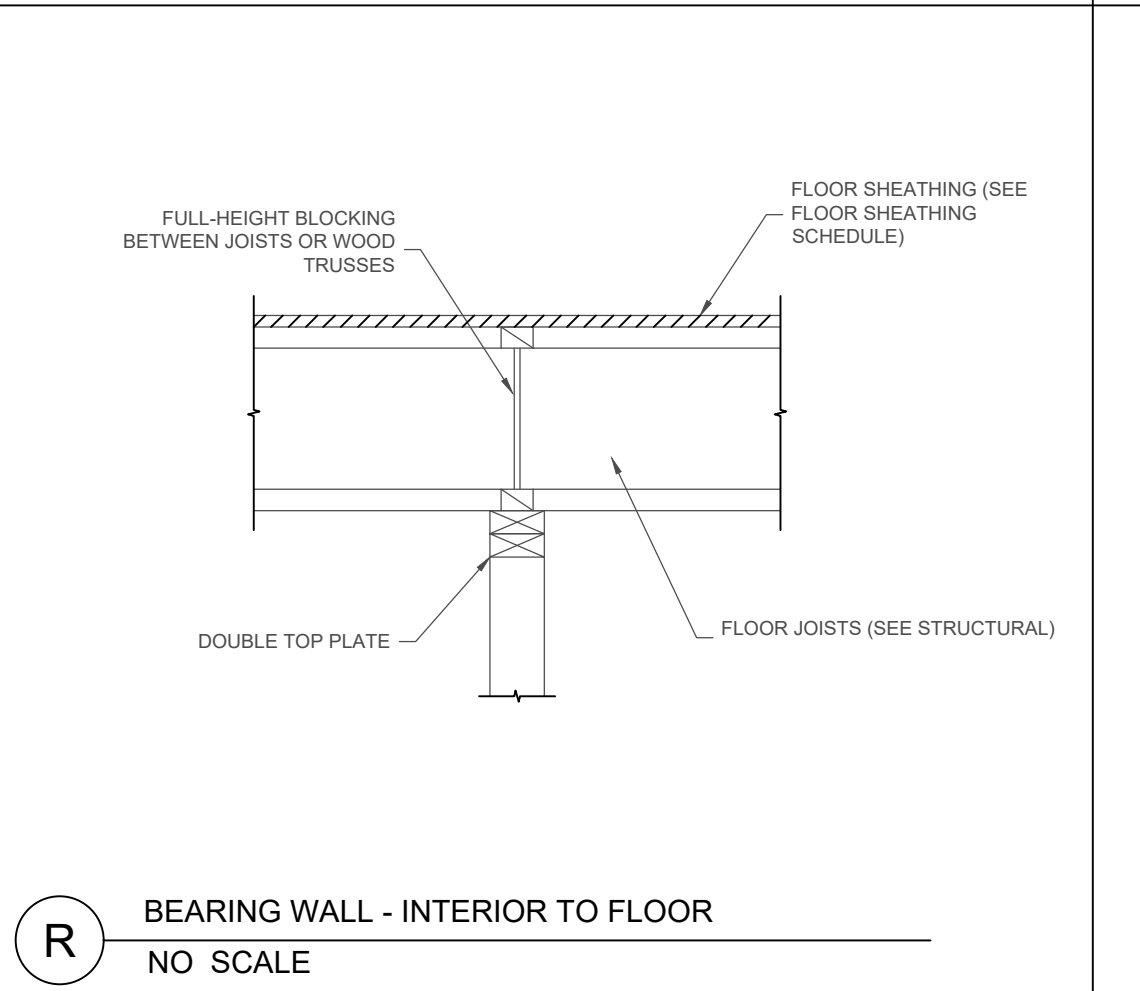 FULL-HEIGHT BLOCKING
BETWEEN JOISTS OR WOOD
TRUSSES
FLOOR SHEATHING (SEE
FLOOR SHEATHING
SCHEDULE)
DOUBLE TOP PLATE
FLOOR JOISTS (SEE STRUCTURAL)
R
BEARING WALL - INTERIOR TO FLOOR
NO SCALE